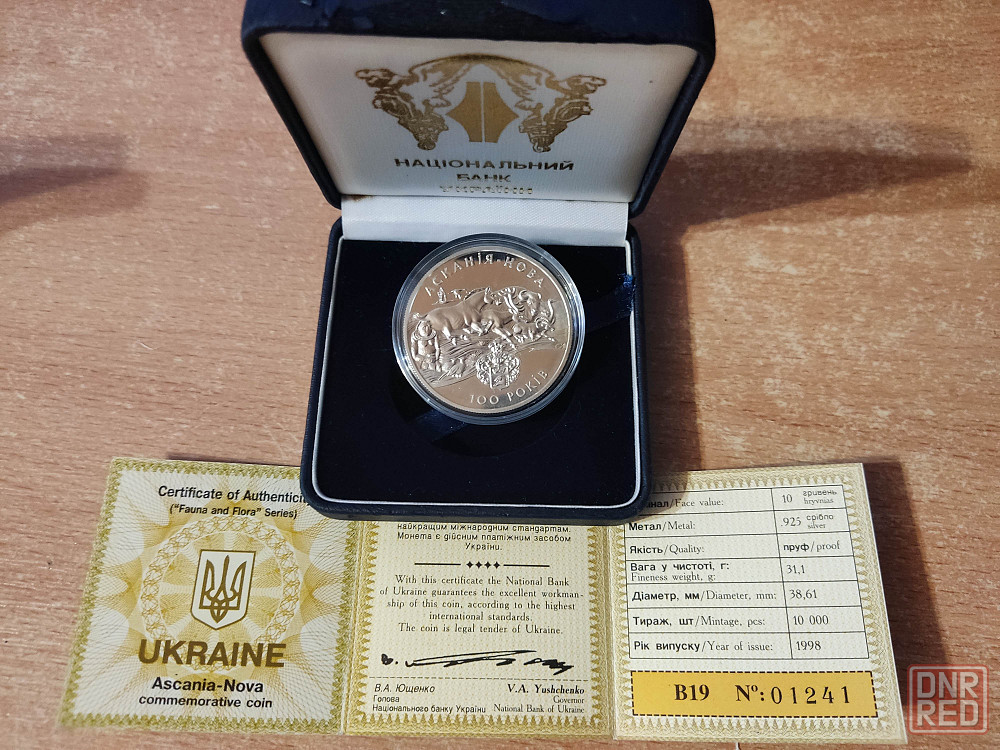 НАЦІОНАЛЬНИЙ
БАНК
АСКАНІЯ-НОВА
100 РОКІВ
Certificate of Authentici
("Fauna and Flora" Series)
UKRAINE
Ascania-Nova
commemorative coin
найкращим міжнародним стандартам.
Монета є дійсним платіжним засобом
України.
With this certificate the National Bank
of Ukraine guarantees the excellent workman-
ship of this coin, according to the highest
international standards.
The coin is legal tender of Ukraine.
В.А. Ющенко V.A. Yushchenko
Голова Governor
Національного банку України National Bank of Ukraine
інал/Face value: 10 гривень hryvnias
Метал/Metal: 925 срібло silver
Якість/Quality: пруф/proof
Вага у чистоті, г: 31,1
Fineness weight, g:
Діаметр, мм/Diameter, mm: 38,61
Тираж, шт/Mintage, pcs: 10 000
Рік випуску/Year of issue: 1998
B19 №: 01241
DNR
RED